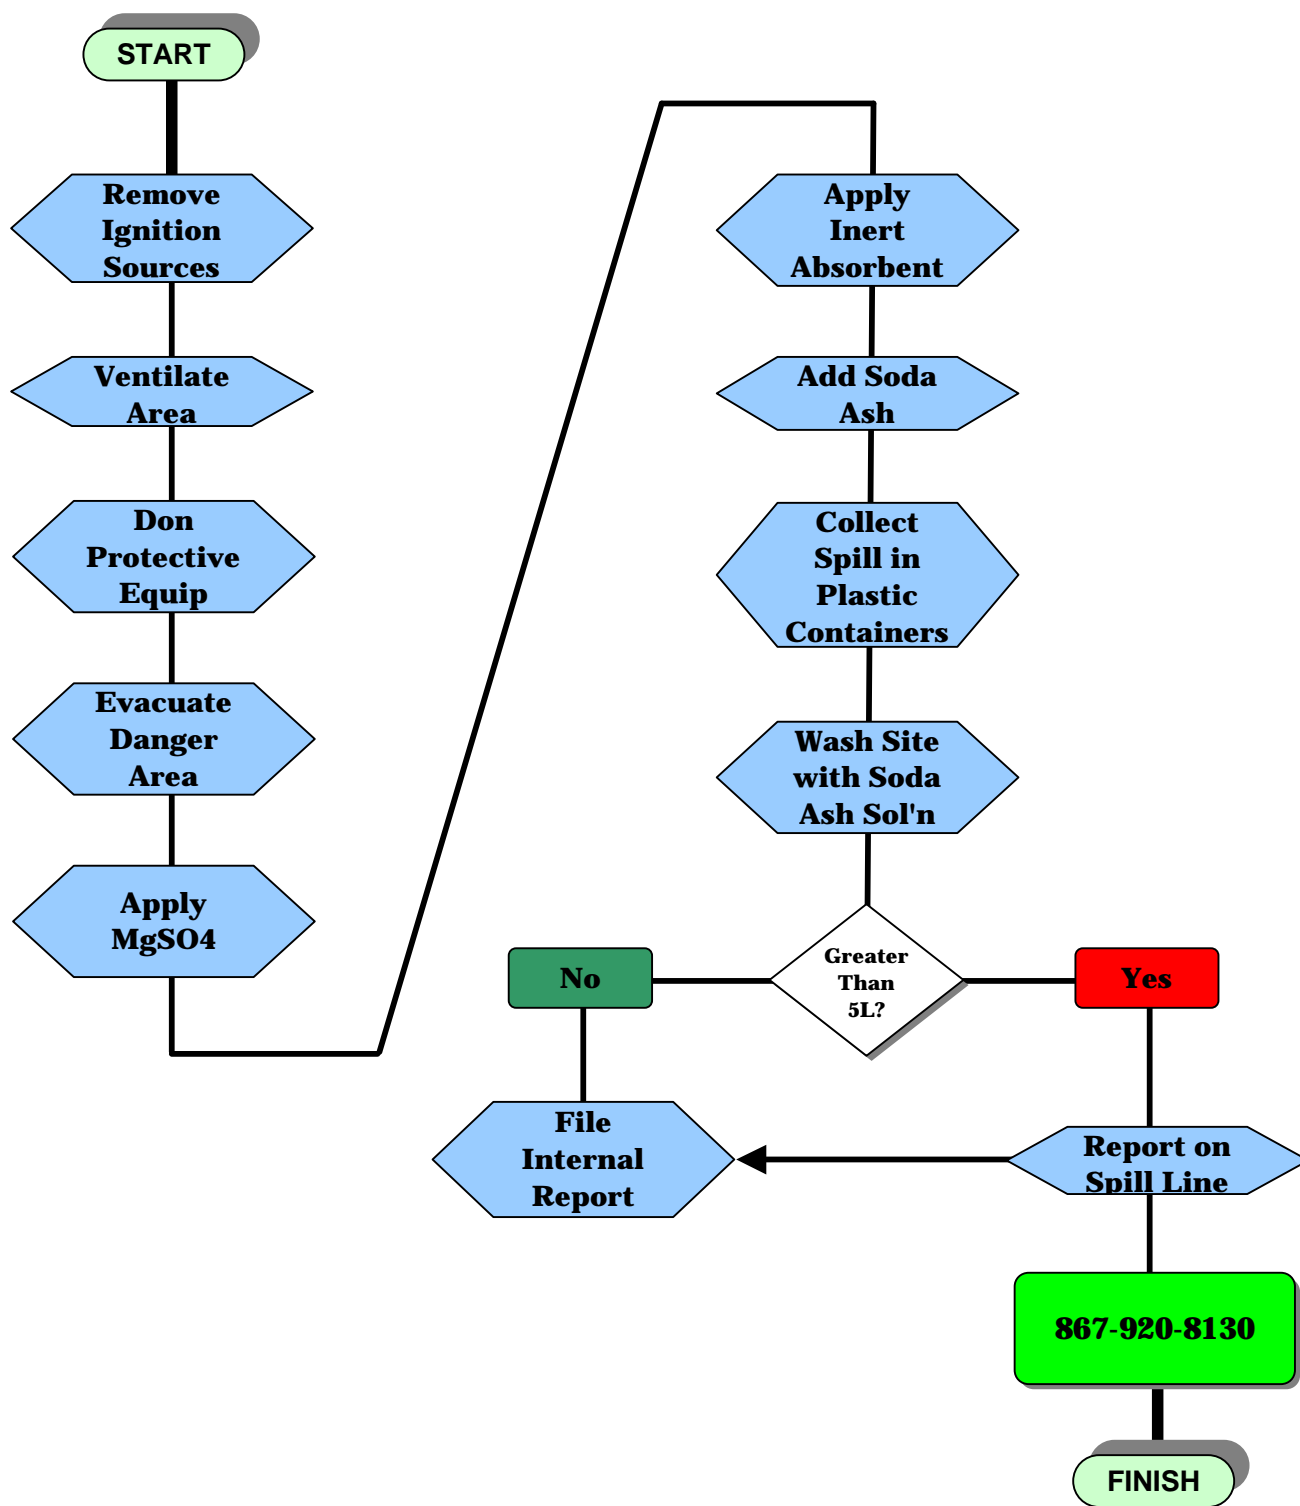 START
Remove
Ignition
Sources
Ventilate
Area
Don
Protective
Equip
Evacuate
Danger
Area
Apply
MgSO4
Apply
Inert
Absorbent
Add Soda
Ash
Collect
Spill in
Plastic
Containers
Wash Site
with Soda
Ash Sol'n
Greater
Than
5L?
No
Yes
File
Internal
Report
Report on
Spill Line
867-920-8130
FINISH